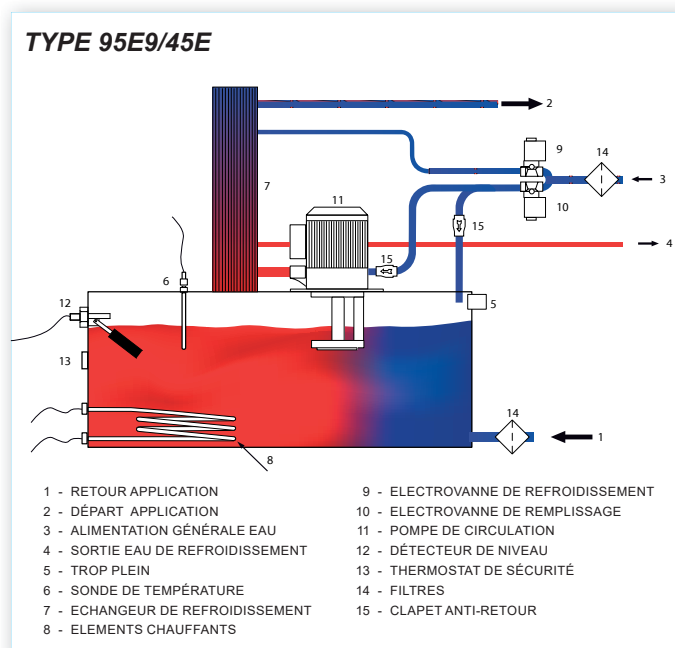 TYPE 95E9/45E
2
9
14
7
11
3
10
15
4
15
6
5
12
13
14
1
8
1 - RETOUR APPLICATION
2 - DÉPART APPLICATION
3 - ALIMENTATION GÉNÉRALE EAU
4 - SORTIE EAU DE REFROIDISSEMENT
5 - TROP PLEIN
6 - SONDE DE TEMPÉRATURE
7 - ECHANGEUR DE REFROIDISSEMENT
8 - ELEMENTS CHAUFFANTS
9 - ELECTROVANNE DE REFROIDISSEMENT
10 - ELECTROVANNE DE REMPLISSAGE
11 - POMPE DE CIRCULATION
12 - DÉTECTEUR DE NIVEAU
13 - THERMOSTAT DE SÉCURITÉ
14 - FILTRES
15 - CLAPET ANTI-RETOUR